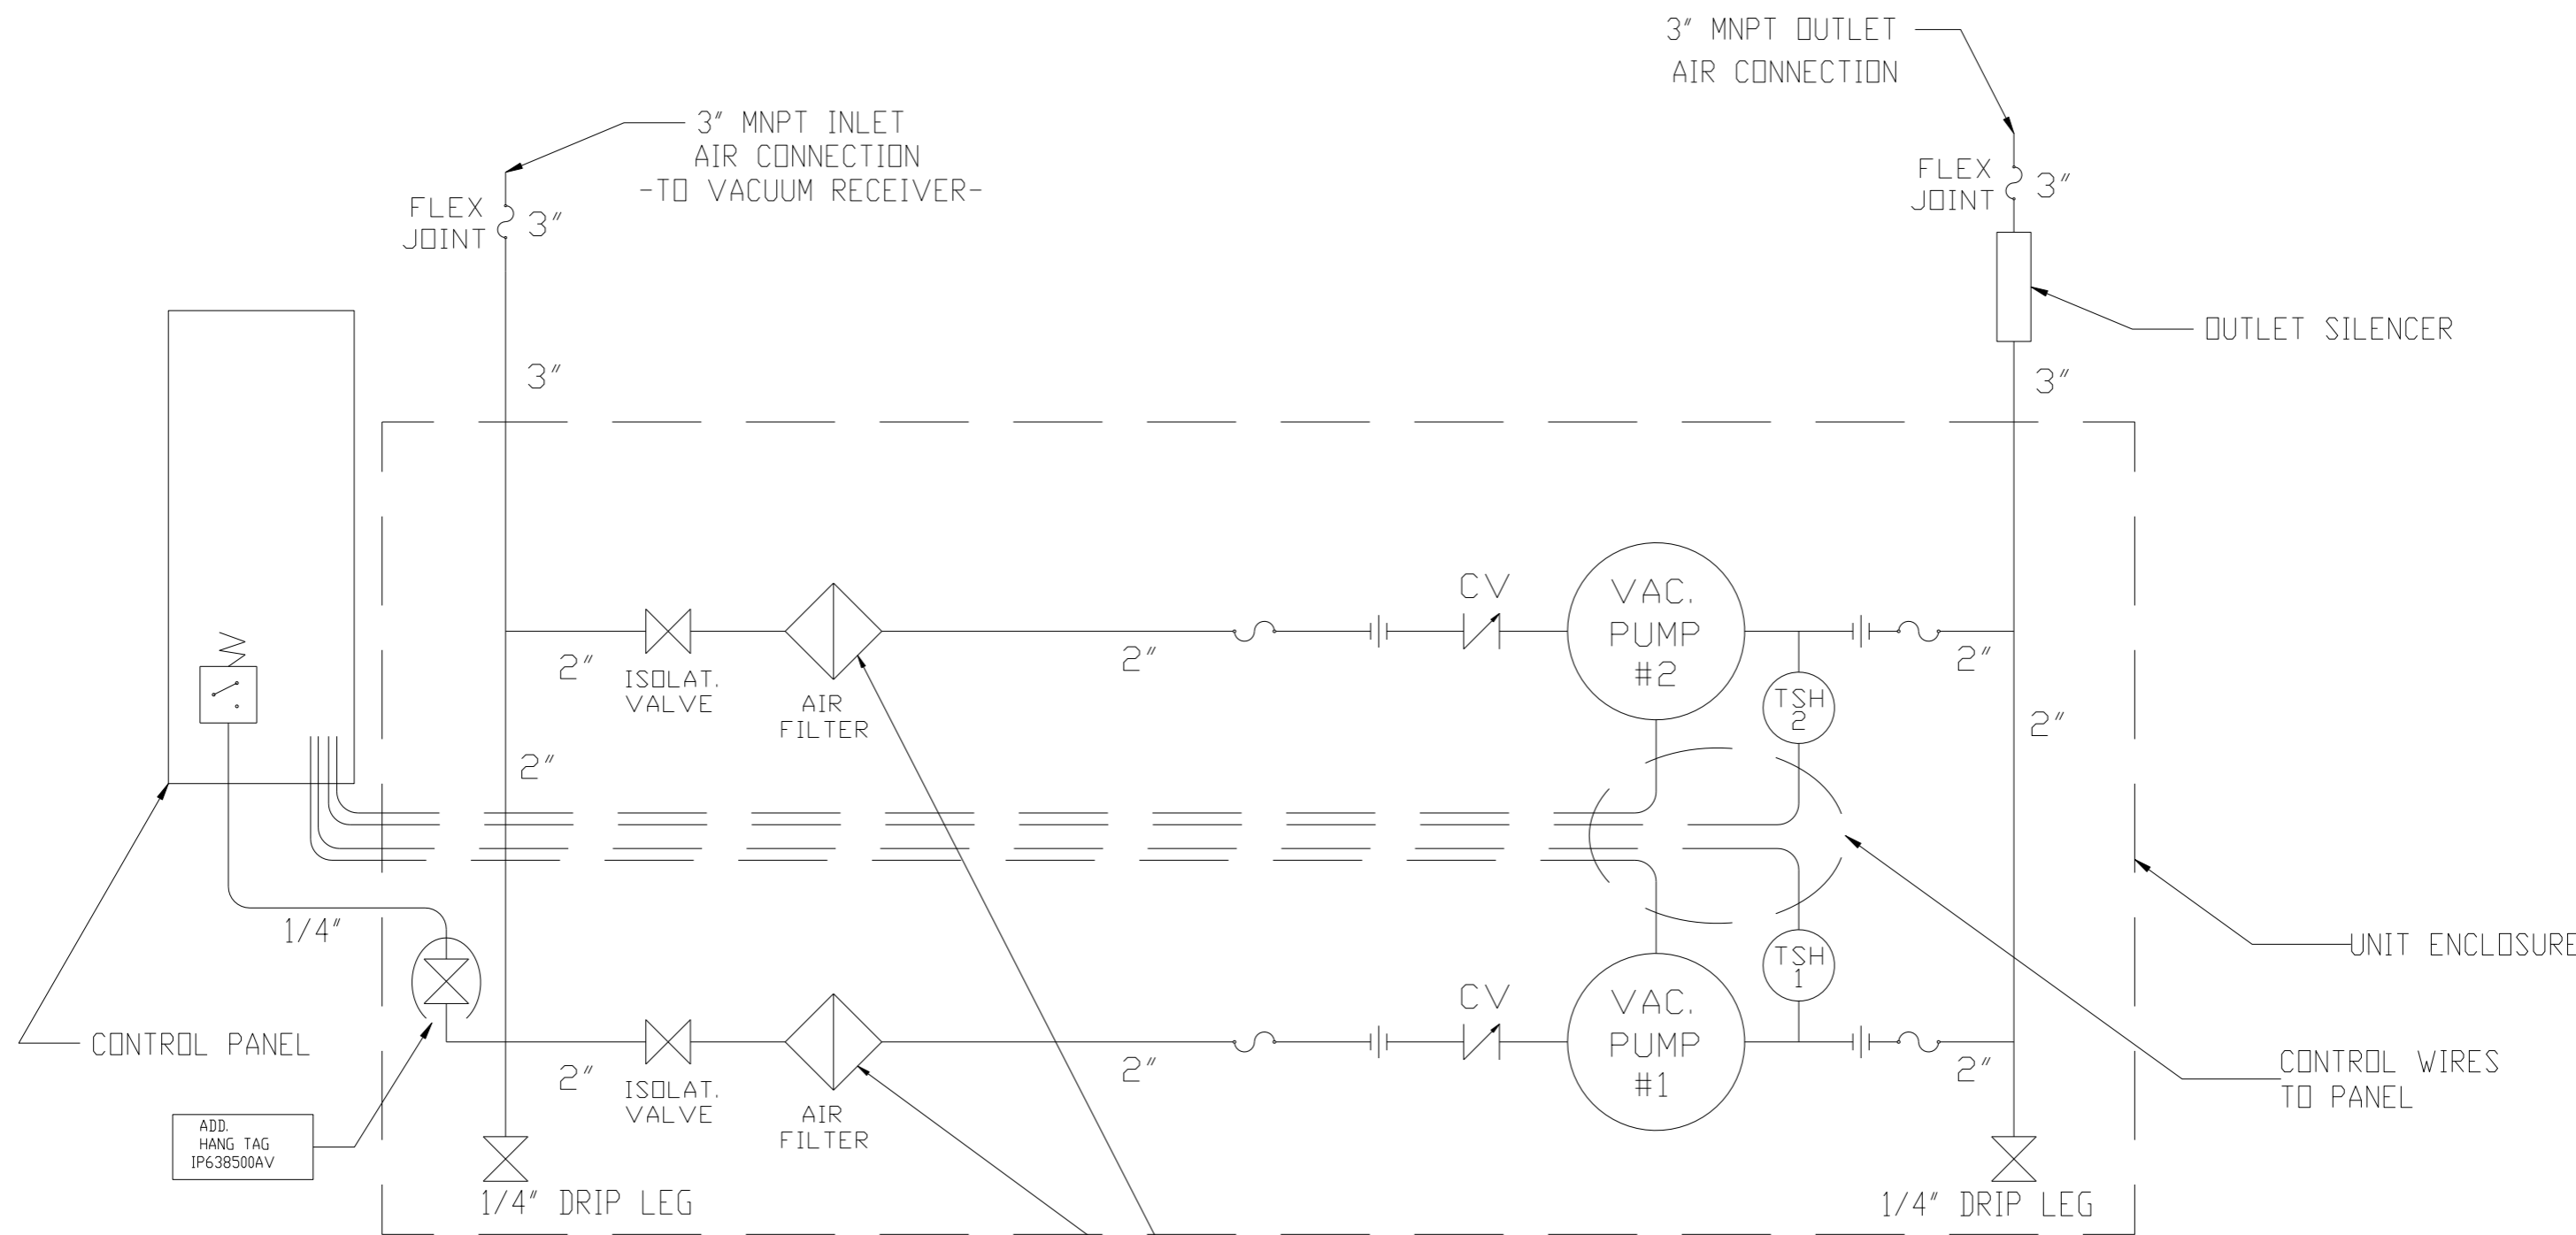 3" MNPT OUTLET
AIR CONNECTION
3" MNPT INLET
AIR CONNECTION
-TO VACUUM RECEIVER-
FLEX
JOINT
3"
FLEX
JOINT
3"
OUTLET SILENCER
3"
3"
CV
VAC.
PUMP
#2
2"
ISOLAT.
VALVE
AIR
FILTER
2"
TSH
2
2"
2"
2"
1/4"
UNIT ENCLOSURE
CV
VAC.
PUMP
#1
TSH
1
CONTROL PANEL
2"
ISOLAT.
VALVE
AIR
FILTER
2"
2"
CONTROL WIRES
TO PANEL
ADD.
HANG TAG
IP638500AV
1/4" DRIP LEG
1/4" DRIP LEG